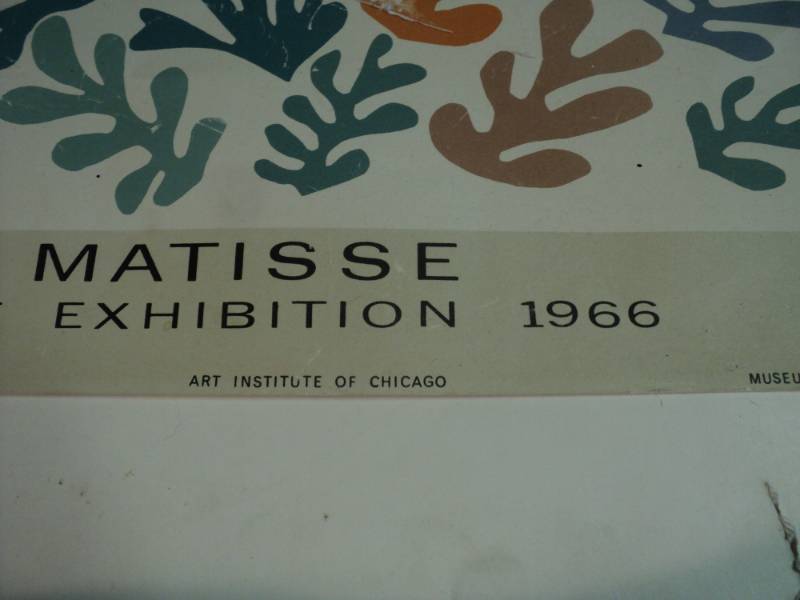 MATISSE
EXHIBITION 1966
ART INSTITUTE OF CHICAGO